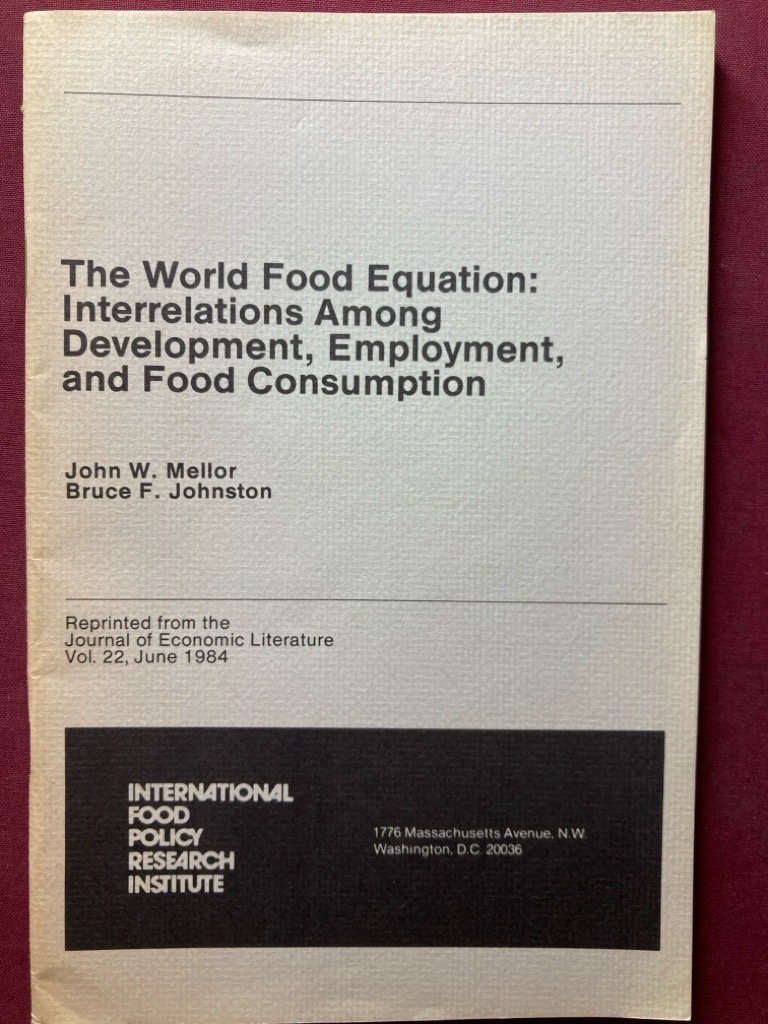 The World Food Equation:
Interrelations Among
Development, Employment,
and Food Consumption
John W. Mellor
Bruce F. Johnston
Reprinted from the
Journal of Economic Literature
Vol. 22, June 1984
INTERNATIONAL
FOOD
POLICY
RESEARCH
INSTITUTE
1776 Massachusetts Avenue, N.W.
Washington, D.C. 20036